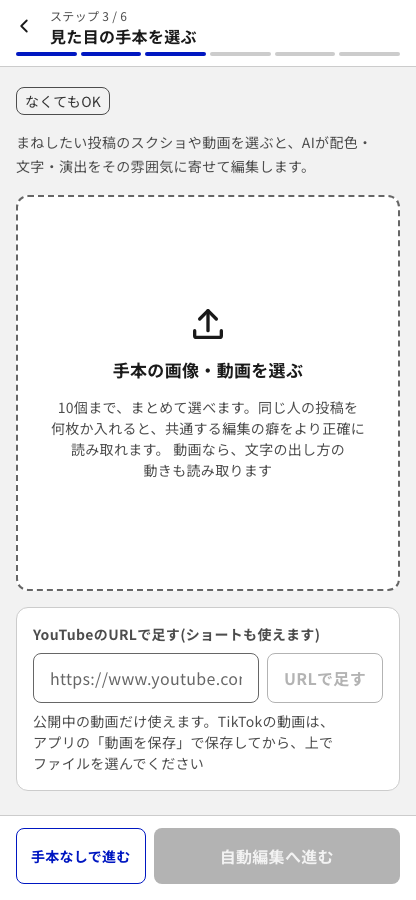 ステップ 3 / 6
見た目の手本を選ぶ
なくてもOK
まねしたい投稿のスクショや動画を選ぶと、AIが配色・
文字・演出をその雰囲気に寄せて編集します。
手本の画像・動画を選ぶ
10個まで、まとめて選べます。同じ人の投稿を
何枚か入れると、共通する編集の癖をより正確に
読み取れます。 動画なら、文字の出し方の
動きも読み取ります
YouTubeのURLで足す(ショートも使えます)
https://www.youtube.cor
URLで足す
公開中の動画だけ使えます。TikTokの動画は、
アプリの「動画を保存」で保存してから、上で
ファイルを選んでください
手本なしで進む
自動編集へ進む